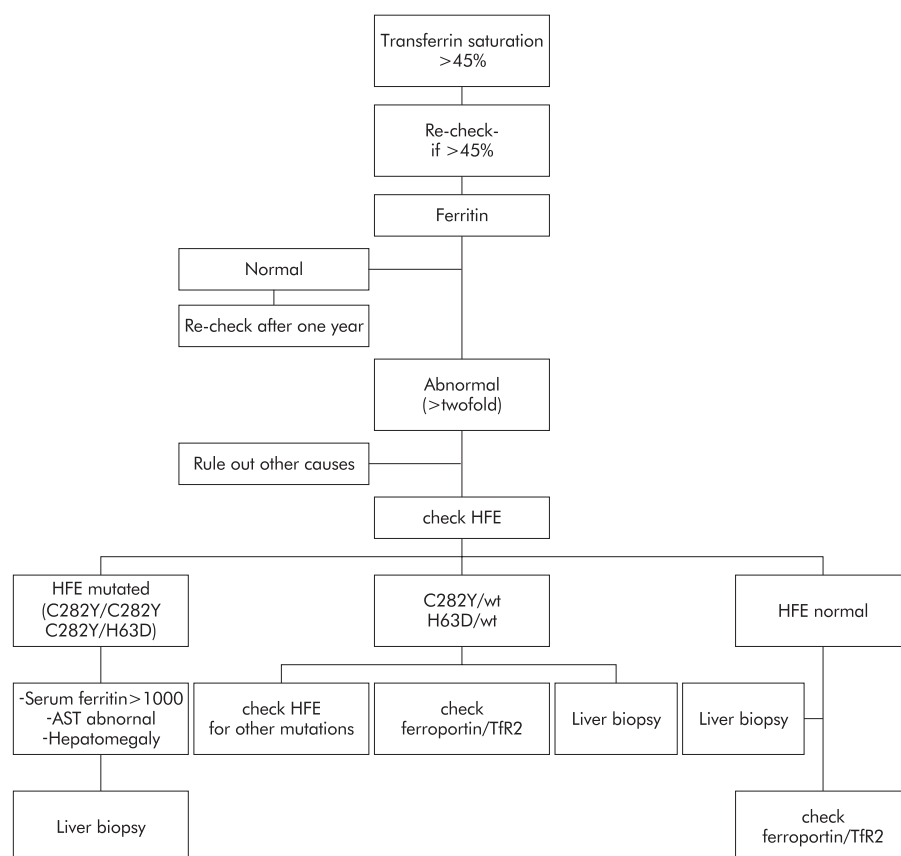 Transferrin saturation
>45%
Re-check-
if >45%
Ferritin
Normal
Re-check after one year
Abnormal
(>twofold)
Rule out other causes
check HFE
HFE mutated
(C282Y/C282Y
C282Y/H63D)
C282Y/wt
H63D/wt
HFE normal
-Serum ferritin>1000
-AST abnornal
-Hepatomegaly
check HFE
for other mutations
check
ferroportin/TfR2
Liver biopsy
Liver biopsy
Liver biopsy
check
ferroportin/TfR2